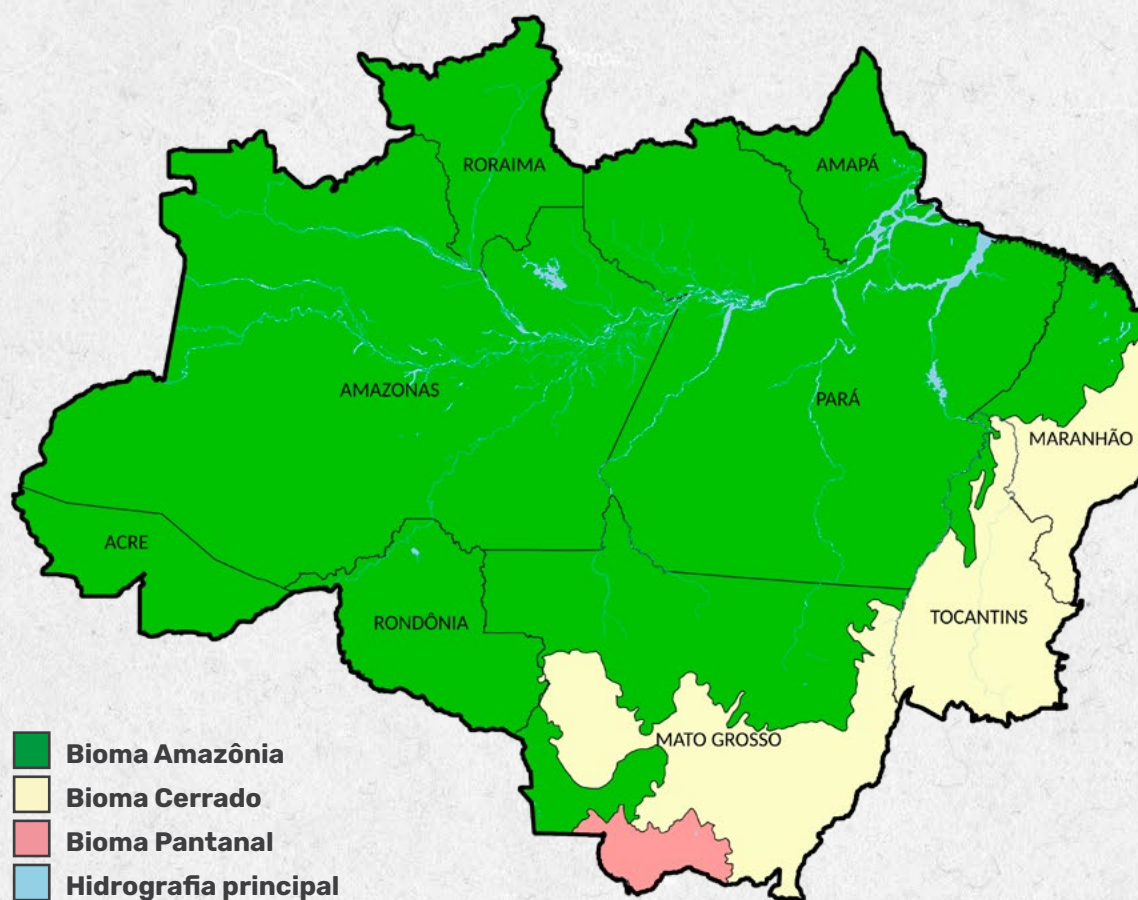 RORAIMA
AMAPÁ
AMAZONAS
PARÁ
MARANHÃO
ACRE
RONDÔNIA
TOCANTINS
MATO GROSSO
Bioma Amazônia
Bioma Cerrado
Bioma Pantanal
Hidrografia principal